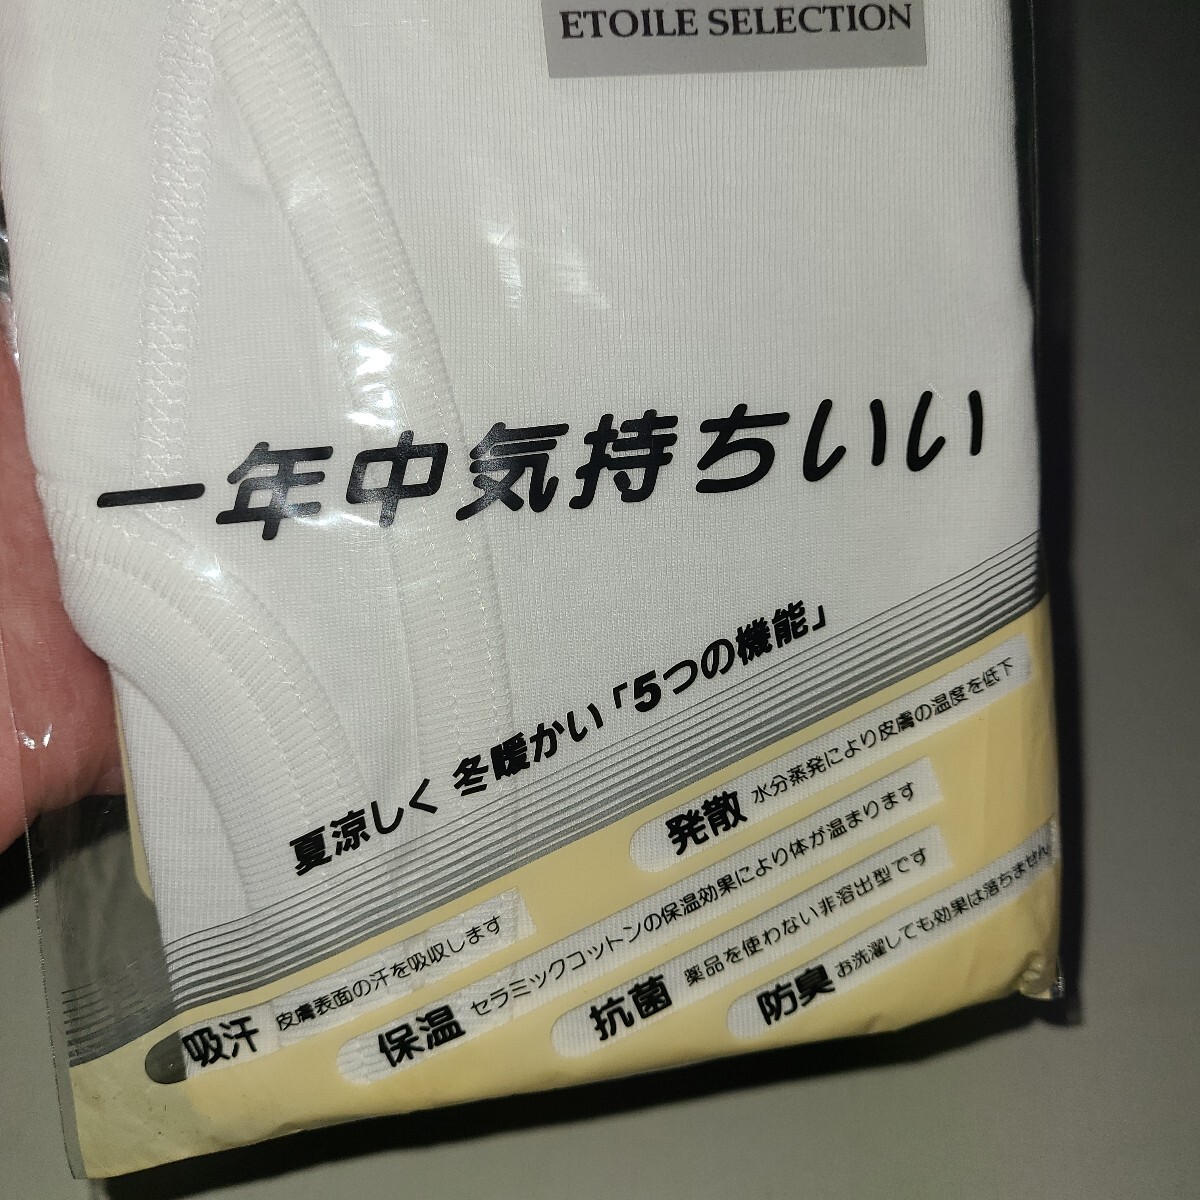 ETOILE SELECTION
一年中気持ちいい
夏涼しく 冬暖かい「5つの機能」
発散 水分蒸発により皮膚の温度を低下
吸汗 皮膚表面の汗を吸収します
保温 セラミックコットンの保温効果により体が温まります
抗菌 薬品を使わない非溶出型です
防臭 お洗濯しても効果は落ちません